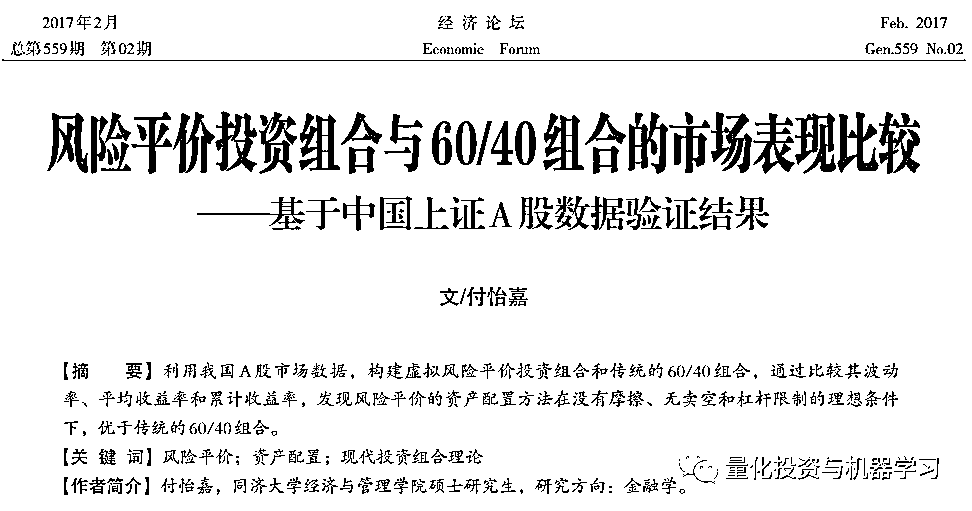 2017年2月 经济论坛 Feb. 2017
总第559期 第02期 Economic Forum Gen.559 No.02
风险平价投资组合与60/40组合的市场表现比较
——基于中国上证A股数据验证结果
文/付怡嘉
【摘 要】利用我国A股市场数据，构建虚拟风险平价投资组合和传统的60/40组合，通过比较其波动
率、平均收益率和累计收益率，发现风险平价的资产配置方法在没有摩擦、无卖空和杠杆限制的理想条件
下，优于传统的60/40组合。
【关 键 词】风险平价；资产配置；现代投资组合理论
【作者简介】付怡嘉，同济大学经济与管理学院硕士研究生，研究方向：金融学。
量化投资与机器学习